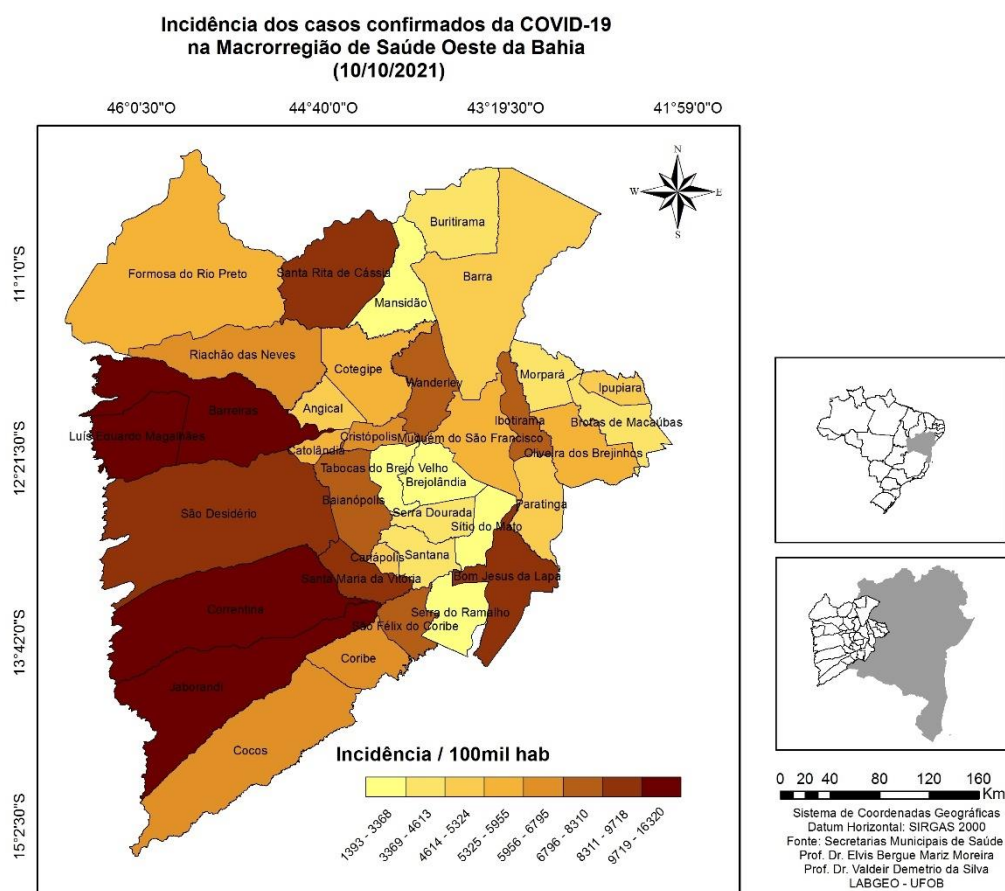 Incidência dos casos confirmados da COVID-19
na Macrorregião de Saúde Oeste da Bahia
(10/10/2021)
46°0'30"O 44°40'0"O 43°19'30"O 41°59'0"O
11°1'0"S
12°21'30"S
13°42'0"S
15°2'30"S
N
W E
S
Buritirama
Formosa do Rio Preto
Santa Rita de Cássia
Barra
Mansidão
Riachão das Neves
Cotegipe
Wanderley
Morpará
Ipupiara
Angical
Barreiras
Ibotirama
Brotas de Macaúbas
Luís Eduardo Magalhães
Cristópolis
Muquém do São Francisco
Catolândia
Oliveira dos Brejinhos
Tabocas do Brejo Velho
Brejolândia
Baianópolis
Paratinga
São Desidério
Serra Dourada
Sítio do Mato
Canápolis
Santana
Santa Maria da Vitória
Bom Jesus da Lapa
Correntina
Serra do Ramalho
São Félix do Coribe
Coribe
Jaborandi
Cocos
Incidência / 100mil hab
1393 - 3368
3369 - 4613
4614 - 5324
5325 - 5955
5956 - 6795
6796 - 8310
8311 - 9718
9719 - 16320
0 20 40 80 120 160
Km
Sistema de Coordenadas Geográficas
Datum Horizontal: SIRGAS 2000
Fonte: Secretarias Municipais de Saúde
Prof. Dr. Elvis Bergue Mariz Moreira
Prof. Dr. Valdeir Demetrio da Silva
LABGEO - UFOB